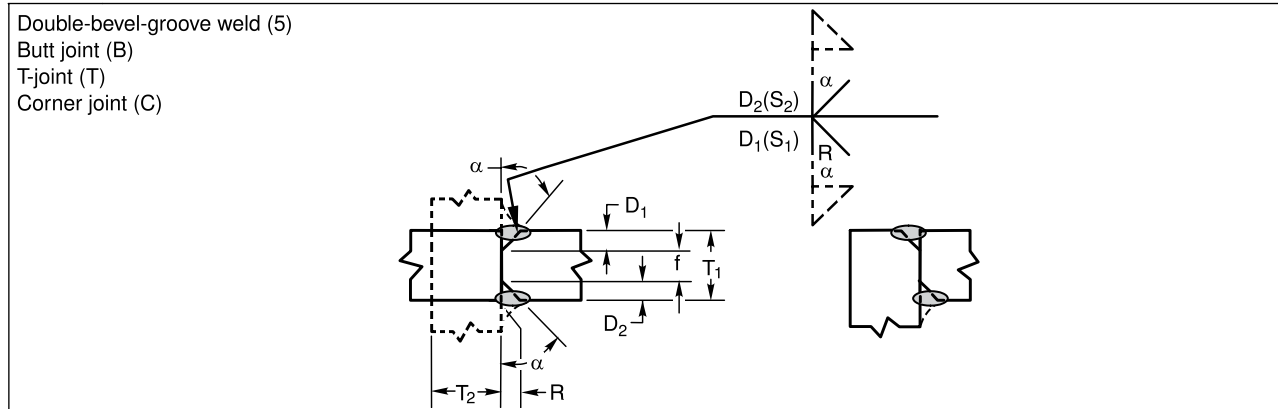 Double-bevel-groove weld (5)
Butt joint (B)
T-joint (T)
Corner joint (C)
α
D₂(S₂)
D₁(S₁)
R
α
α
D₁
f
T₁
D₂
α
T₂
R